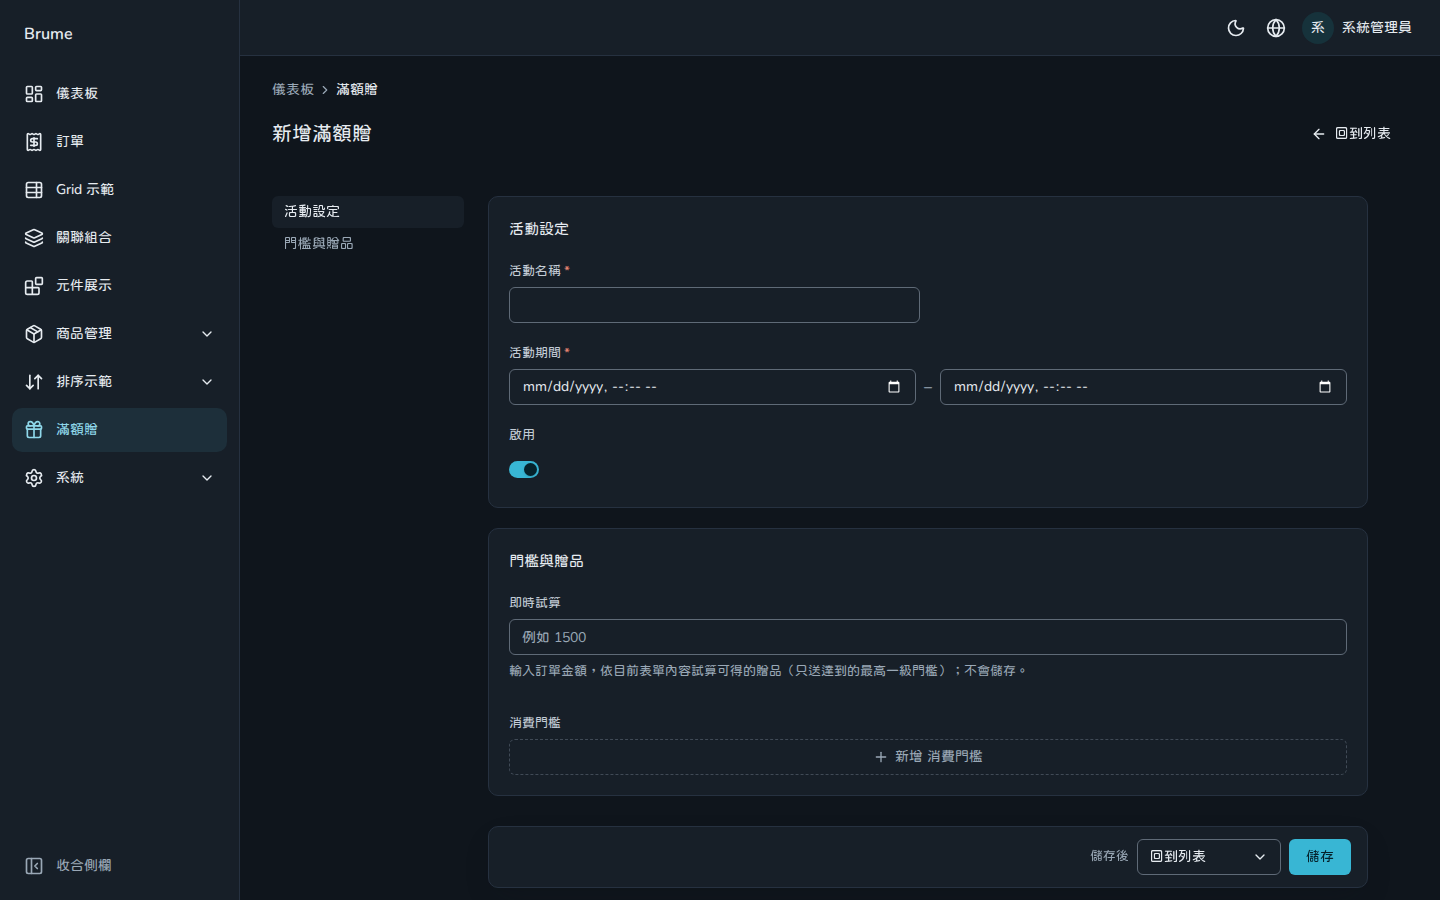 Brume
儀表板
訂單
Grid 示範
關聯組合
元件展示
商品管理
排序示範
滿額贈
系統
收合側欄
系 系統管理員
儀表板 > 滿額贈
新增滿額贈
回到列表
活動設定
門檻與贈品
活動設定
活動名稱 *
活動期間 *
mm/dd/yyyy, --:-- -- – mm/dd/yyyy, --:-- --
啟用
門檻與贈品
即時試算
例如 1500
輸入訂單金額，依目前表單內容試算可得的贈品（只送達到的最高一級門檻）；不會儲存。
消費門檻
新增 消費門檻
儲存後 回到列表 儲存